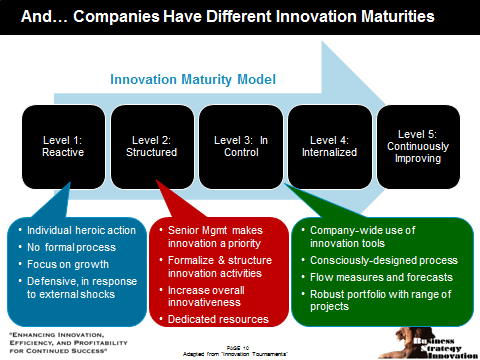 And… Companies Have Different Innovation Maturities
Innovation Maturity Model
Level 1:
Reactive
Level 2:
Structured
Level 3:  In
Control
Level 4:
Internalized
Level 5:
Continuously
Improving
• Individual heroic action
• No formal process
• Focus on growth
• Defensive, in response
to external shocks
• Senior Mgmt makes
innovation a priority
• Formalize & structure
innovation activities
• Increase overall
innovativeness
• Dedicated resources
• Company-wide use of
innovation tools
• Consciously-designed process
• Flow measures and forecasts
• Robust portfolio with range of
projects
"Enhancing Innovation,
Efficiency, and Profitability
for Continued Success"
PAGE 10
Adapted from "Innovation Tournaments"
Business
Strategy
Innovation